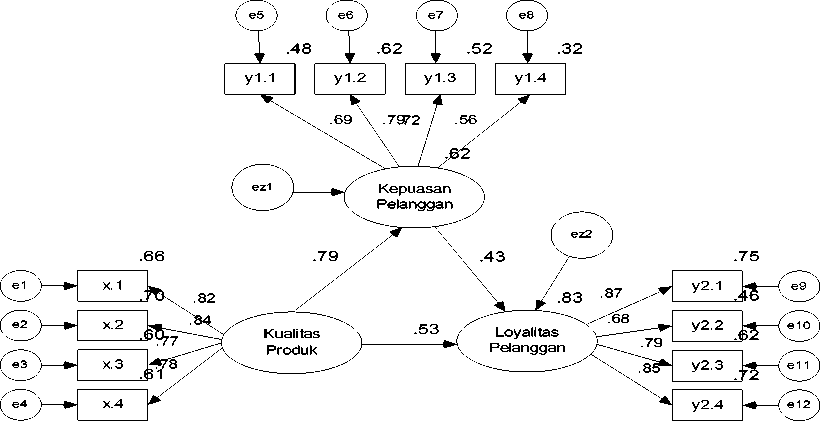 e5 e6 e7 e8
.48 .62 .52 .32
y1.1 y1.2 y1.3 y1.4
.69 .79 .72 .56
.62
ez1
Kepuasan
Pelanggan
ez2
.79 .43
.66 .75
e1 x.1 .82 .83 .87 y2.1 e9
.70 .46
e2 x.2 .84 .68 y2.2 e10
Kualitas
Produk
.53
Loyalitas
Pelanggan
.60 .62
e3 x.3 .77 .79 y2.3 e11
.61 .78 .85 .72
e4 x.4 y2.4 e12